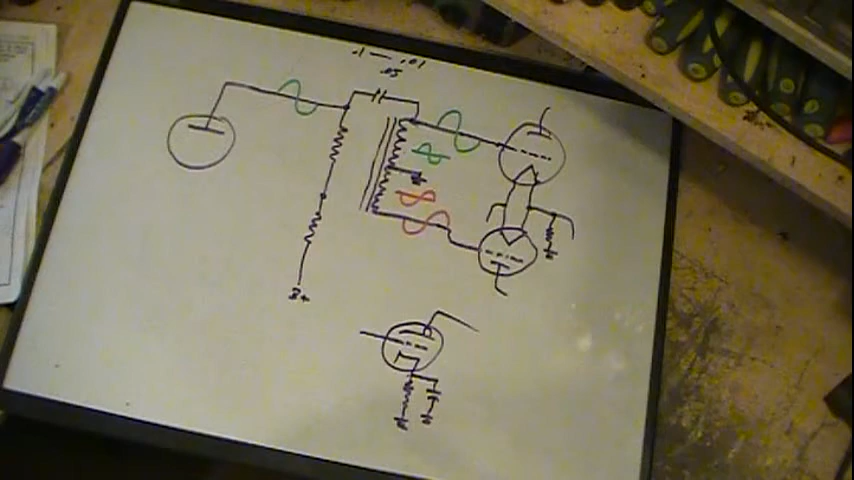 .1 — .01
.05
B+